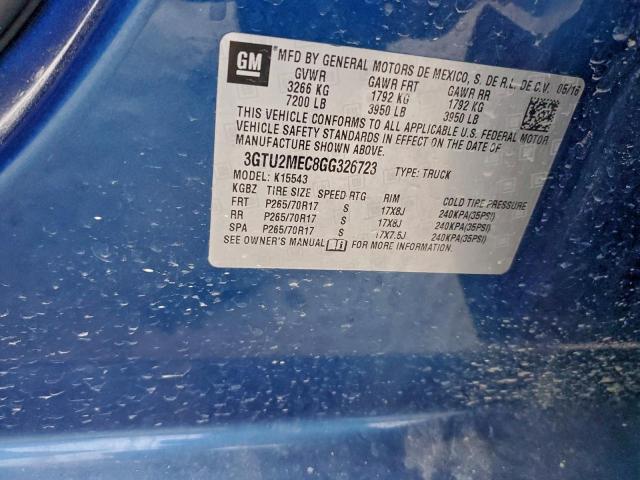 GM
MFD BY GENERAL MOTORS DE MEXICO, S. DE R.L. DE C.V. 05/16
GVWR GAWR FRT GAWR RR
3266 KG 1792 KG 1792 KG
7200 LB 3950 LB 3950 LB
THIS VEHICLE CONFORMS TO ALL APPLICABLE U.S. FEDERAL MOTOR
VEHICLE SAFETY STANDARDS IN EFFECT ON THE DATE OF
MANUFACTURE SHOWN ABOVE.
3GTU2MEC8GG326723 TYPE: TRUCK
MODEL: K15543
KGBZ TIRE SIZE SPEED RTG RIM COLD TIRE PRESSURE
FRT P265/70R17 S 17X8J 240KPA(35PSI)
RR P265/70R17 S 17X8J 240KPA(35PSI)
SPA P265/70R17 S 17X7.5J 240KPA(35PSI)
SEE OWNER'S MANUAL FOR MORE INFORMATION.